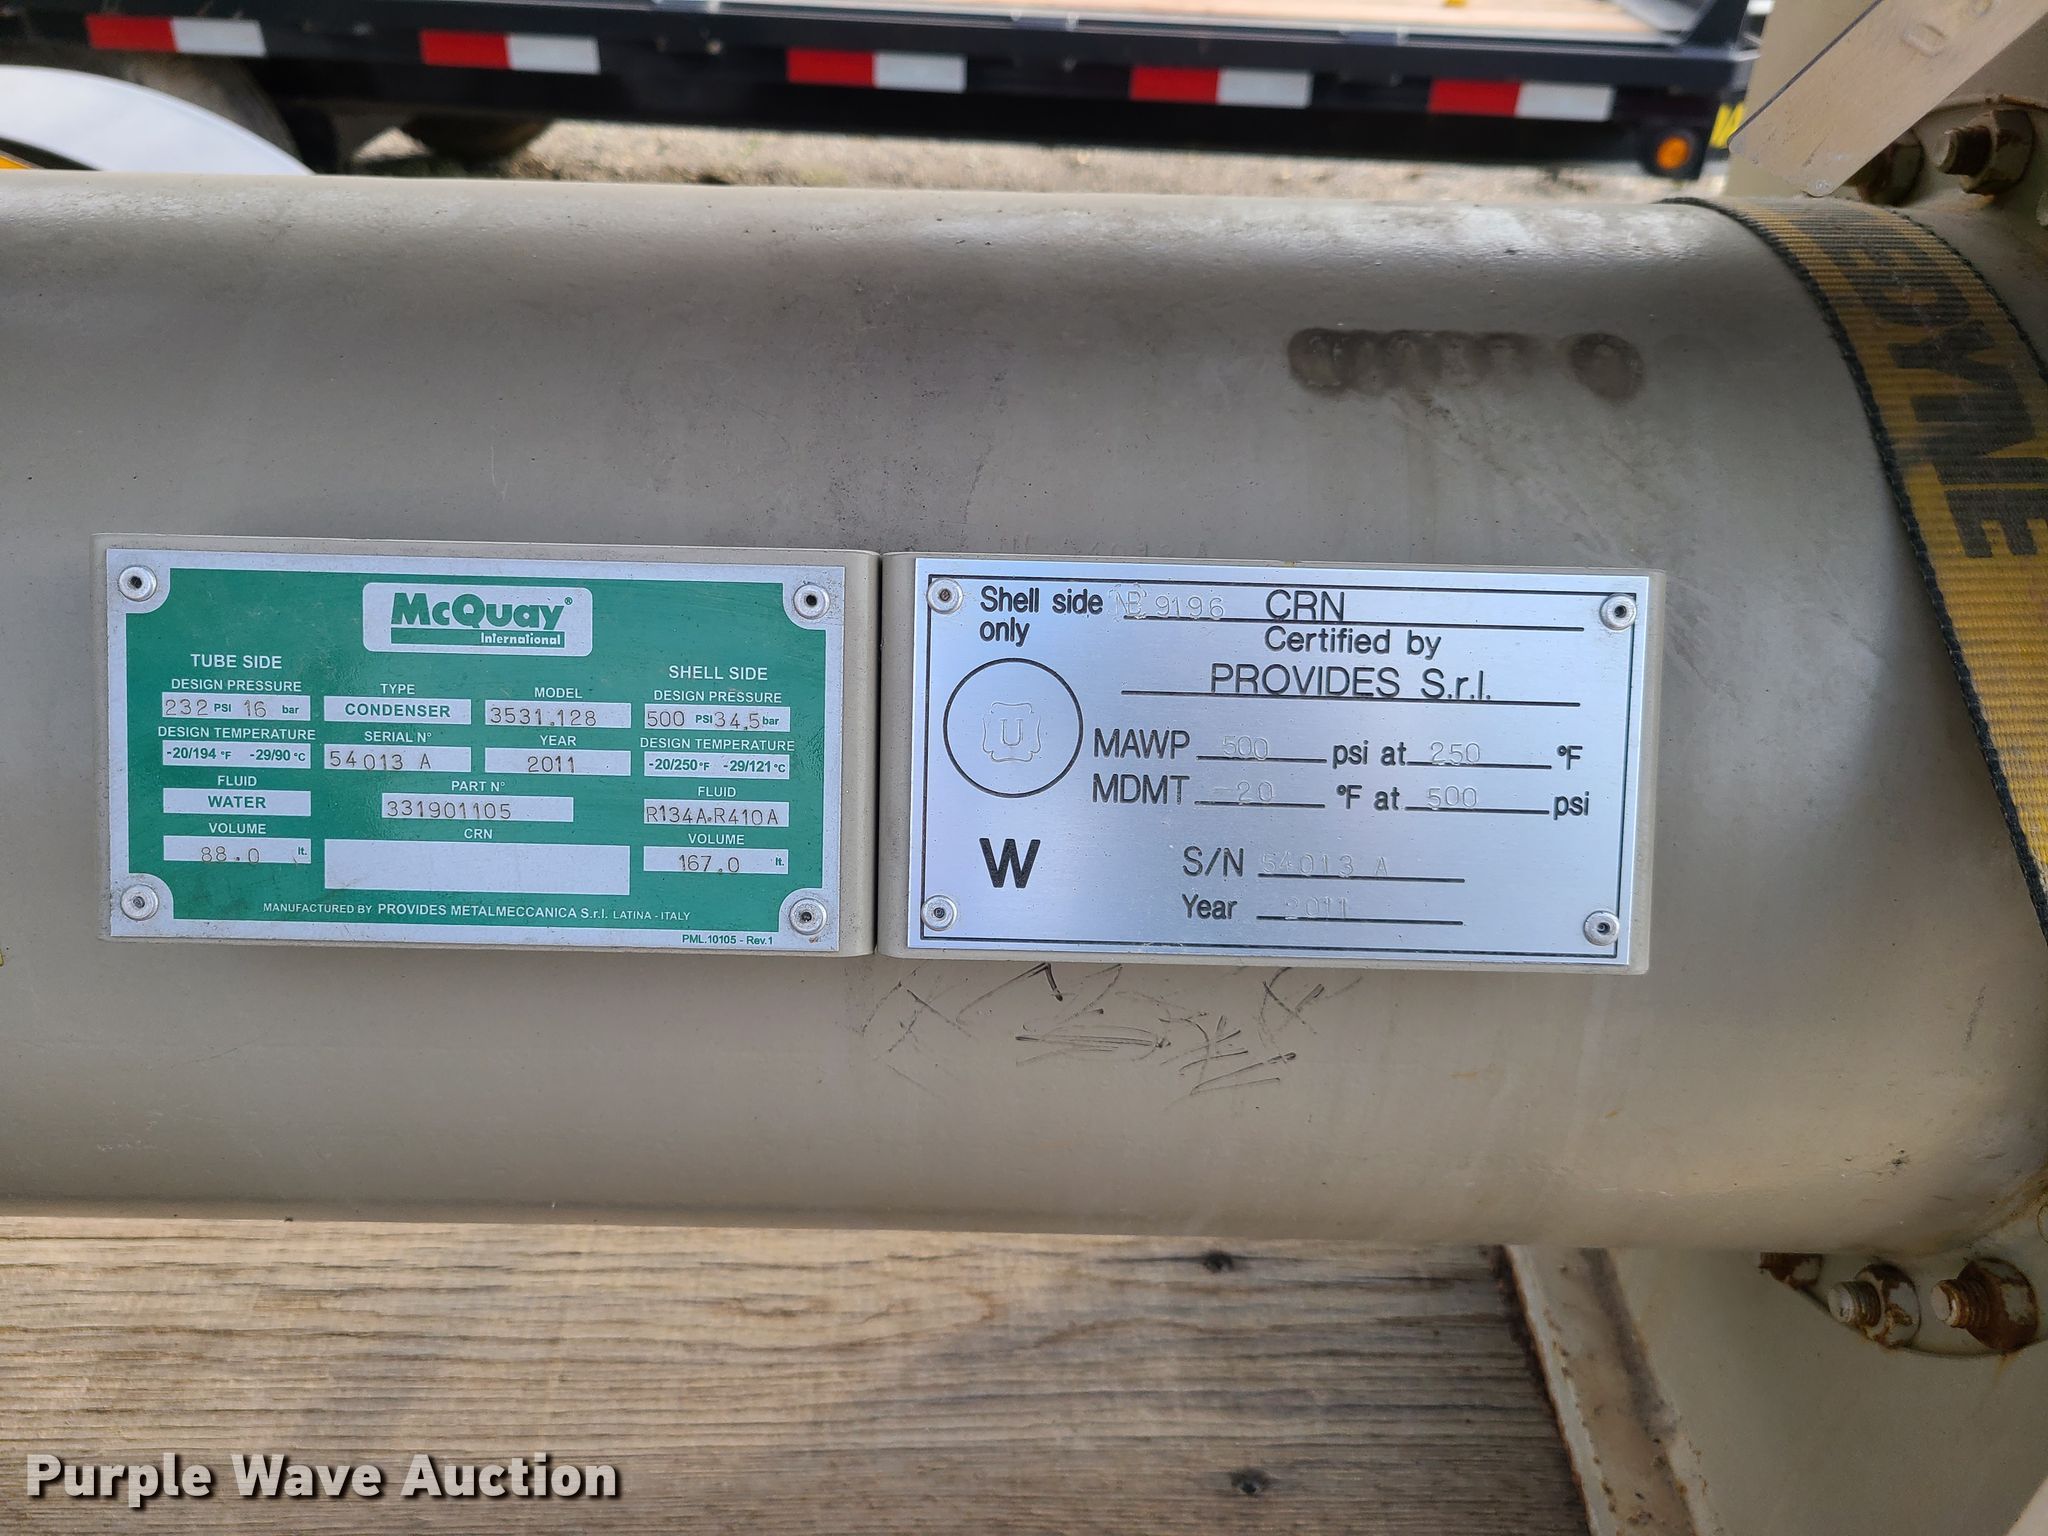 McQuay®
International
TUBE SIDE
DESIGN PRESSURE
232 PSI 16 bar
DESIGN TEMPERATURE
-20/194 °F -29/90 °C
FLUID
WATER
VOLUME
88.0 lt.
TYPE
CONDENSER
SERIAL N°
54013 A
MODEL
3531.128
YEAR
2011
PART N°
331901105
CRN
SHELL SIDE
DESIGN PRESSURE
500 PSI 34,5 bar
DESIGN TEMPERATURE
-20/250°F -29/121°C
FLUID
R134A.R410A
VOLUME
167.0 lt.
MANUFACTURED BY PROVIDES METALMECCANICA S.r.l. LATINA - ITALY
PML.10105 - Rev.1
Shell side only
NB 9196 CRN
Certified by
PROVIDES S.r.l.
U
MAWP 500 psi at 250 °F
MDMT -20 °F at 500 psi
W
S/N 54013 A
Year 2011
Purple Wave Auction